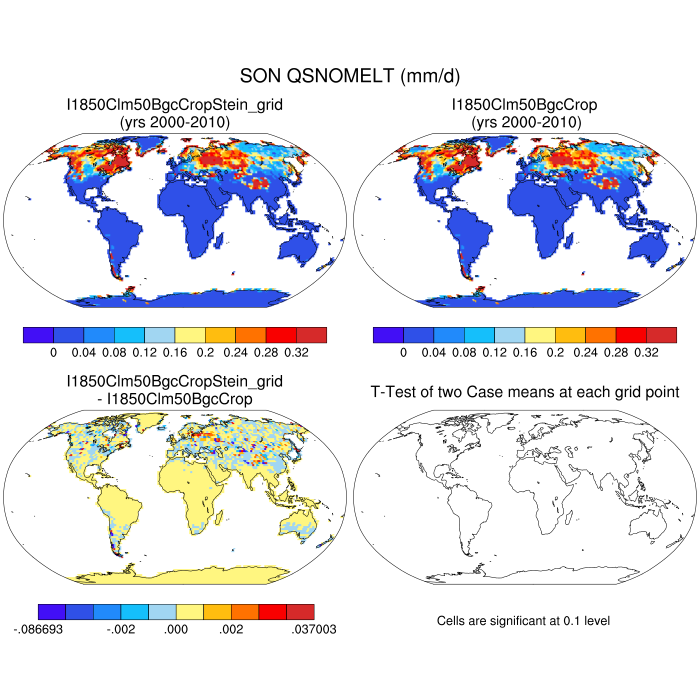 SON QSNOMELT (mm/d)
I1850Clm50BgcCropStein_grid
(yrs 2000-2010)
I1850Clm50BgcCrop
(yrs 2000-2010)
0 0.04 0.08 0.12 0.16 0.2 0.24 0.28 0.32
0 0.04 0.08 0.12 0.16 0.2 0.24 0.28 0.32
I1850Clm50BgcCropStein_grid
- I1850Clm50BgcCrop
T-Test of two Case means at each grid point
-.086693 -.002 .000 .002 .037003
Cells are significant at 0.1 level